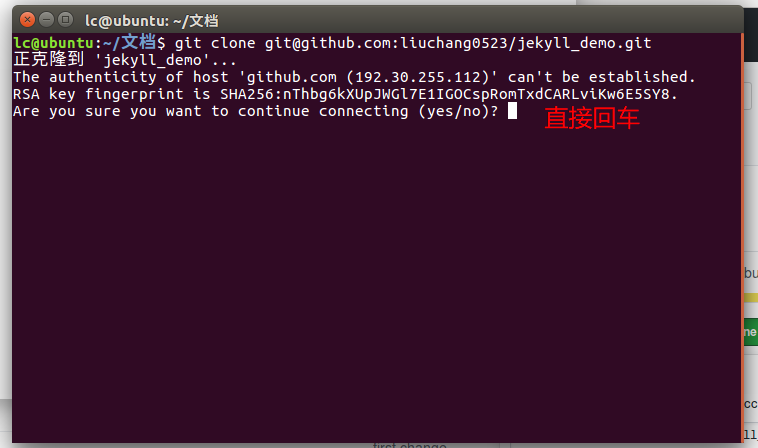 lc@ubuntu: ~/文档
lc@ubuntu:~/文档$ git clone git@github.com:liuchang0523/jekyll_demo.git
正克隆到 'jekyll_demo'...
The authenticity of host 'github.com (192.30.255.112)' can't be established.
RSA key fingerprint is SHA256:nThbg6kXUpJWGl7E1IGOCspRomTxdCARLviKw6E5SY8.
Are you sure you want to continue connecting (yes/no)?
直接回车
first change